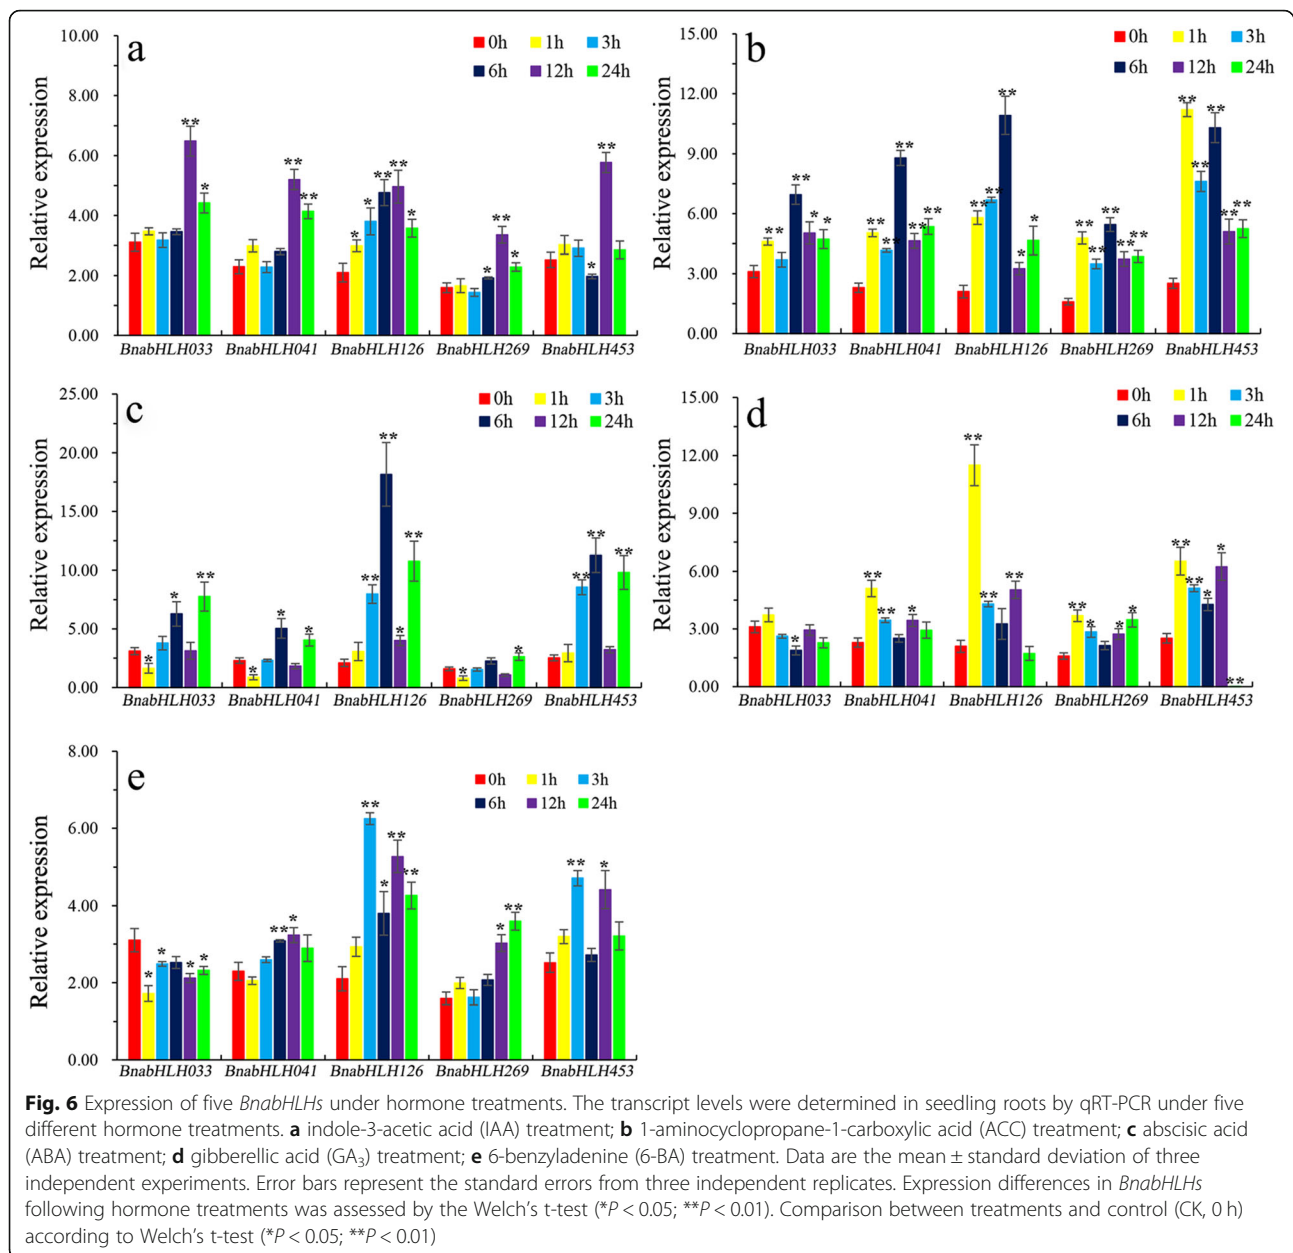 a
Relative expression
10.00
8.00
6.00
4.00
2.00
0.00
0h 1h 3h
6h 12h 24h
** * ** ** * * ** ** * * ** * * **
BnabHLH033 BnabHLH041 BnabHLH126 BnabHLH269 BnabHLH453
b
Relative expression
15.00
12.00
9.00
6.00
3.00
0.00
0h 1h 3h
6h 12h 24h
** ** * * ** ** ** ** ** ** ** ** * * ** ** ** ** ** ** ** ** ** **
BnabHLH033 BnabHLH041 BnabHLH126 BnabHLH269 BnabHLH453
c
Relative expression
25.00
20.00
15.00
10.00
5.00
0.00
0h 1h 3h
6h 12h 24h
* * ** * * * ** ** * ** * * ** ** **
BnabHLH033 BnabHLH041 BnabHLH126 BnabHLH269 BnabHLH453
d
Relative expression
15.00
12.00
9.00
6.00
3.00
0.00
0h 1h 3h
6h 12h 24h
* ** ** * ** ** ** ** * * * ** ** * * **
BnabHLH033 BnabHLH041 BnabHLH126 BnabHLH269 BnabHLH453
e
Relative expression
8.00
6.00
4.00
2.00
0.00
0h 1h 3h
6h 12h 24h
* * * * ** * ** * ** ** * ** ** *
BnabHLH033 BnabHLH041 BnabHLH126 BnabHLH269 BnabHLH453
Fig. 6 Expression of five BnabHLHs under hormone treatments. The transcript levels were determined in seedling roots by qRT-PCR under five
different hormone treatments. a indole-3-acetic acid (IAA) treatment; b 1-aminocyclopropane-1-carboxylic acid (ACC) treatment; c abscisic acid
(ABA) treatment; d gibberellic acid (GA₃) treatment; e 6-benzyladenine (6-BA) treatment. Data are the mean ± standard deviation of three
independent experiments. Error bars represent the standard errors from three independent replicates. Expression differences in BnabHLHs
following hormone treatments was assessed by the Welch's t-test (*P < 0.05; **P < 0.01). Comparison between treatments and control (CK, 0 h)
according to Welch's t-test (*P < 0.05; **P < 0.01)